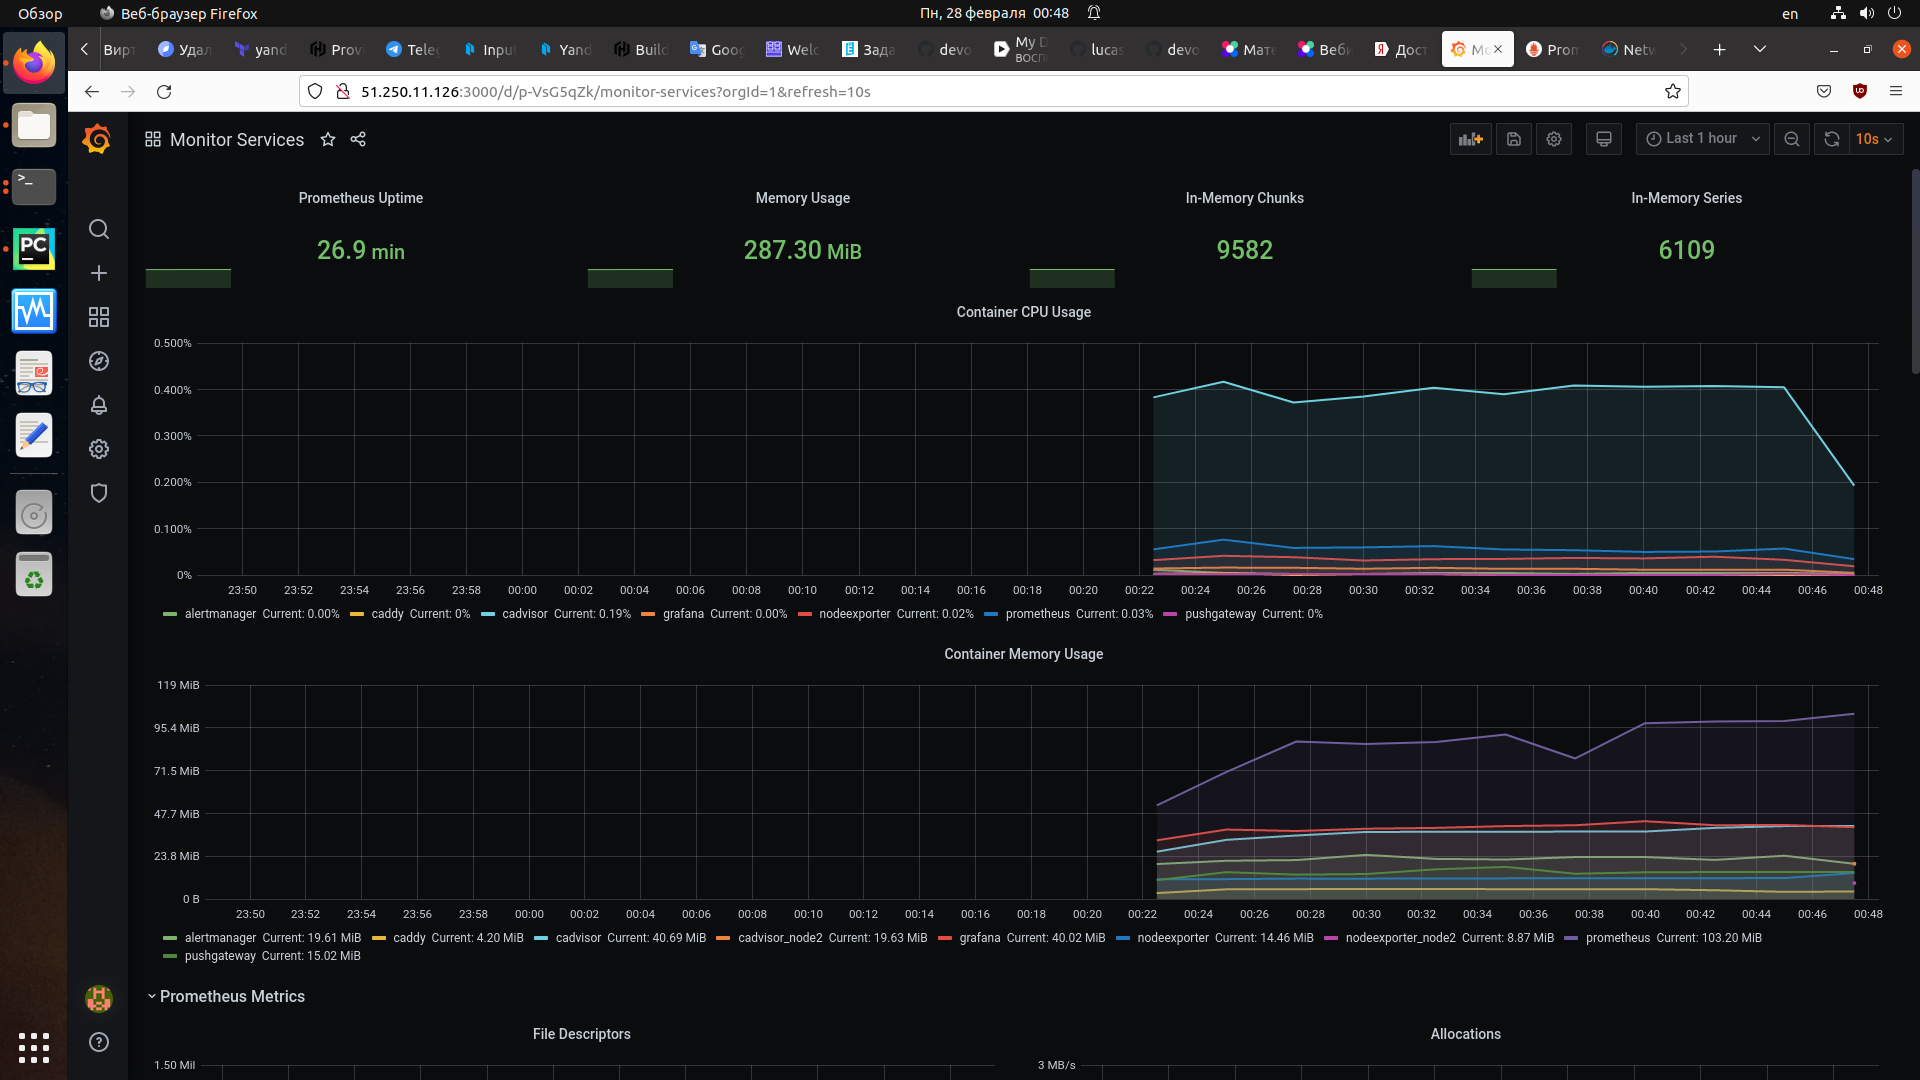 Обзор
Веб-браузер Firefox
Пн, 28 февраля 00:48
en
Вирт
Удал
yand
Provi
Teleg
Input
Yand
Build
Goog
Welc
Зада
devo
My D
ВОСПР
lucas
devo
Мате
Веби
Дост
Mo
Prom
Netw
51.250.11.126:3000/d/p-VsG5qZk/monitor-services?orgId=1&refresh=10s
Monitor Services
Last 1 hour
10s
Prometheus Uptime
Memory Usage
In-Memory Chunks
In-Memory Series
26.9 min
287.30 MiB
9582
6109
Container CPU Usage
0.500%
0.400%
0.300%
0.200%
0.100%
0%
23:50 23:52 23:54 23:56 23:58 00:00 00:02 00:04 00:06 00:08 00:10 00:12 00:14 00:16 00:18 00:20 00:22 00:24 00:26 00:28 00:30 00:32 00:34 00:36 00:38 00:40 00:42 00:44 00:46 00:48
alertmanager Current: 0.00% caddy Current: 0% cadvisor Current: 0.19% grafana Current: 0.00% nodeexporter Current: 0.02% prometheus Current: 0.03% pushgateway Current: 0%
Container Memory Usage
119 MiB
95.4 MiB
71.5 MiB
47.7 MiB
23.8 MiB
0 B
23:50 23:52 23:54 23:56 23:58 00:00 00:02 00:04 00:06 00:08 00:10 00:12 00:14 00:16 00:18 00:20 00:22 00:24 00:26 00:28 00:30 00:32 00:34 00:36 00:38 00:40 00:42 00:44 00:46 00:48
alertmanager Current: 19.61 MiB caddy Current: 4.20 MiB cadvisor Current: 40.69 MiB cadvisor_node2 Current: 19.63 MiB grafana Current: 40.02 MiB nodeexporter Current: 14.46 MiB nodeexporter_node2 Current: 8.87 MiB prometheus Current: 103.20 MiB
pushgateway Current: 15.02 MiB
Prometheus Metrics
File Descriptors
Allocations
1.50 Mil
3 MB/s